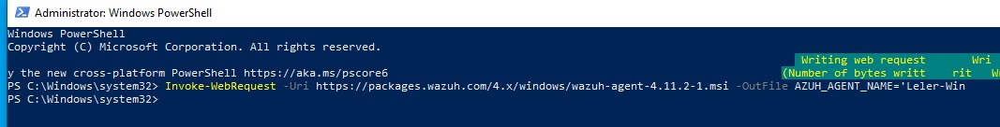 Administrator: Windows PowerShell
Windows PowerShell
Copyright (C) Microsoft Corporation. All rights reserved.
Writing web request Wri
y the new cross-platform PowerShell https://aka.ms/pscore6 (Number of bytes writt rit W
PS C:\Windows\system32> Invoke-WebRequest -Uri https://packages.wazuh.com/4.x/windows/wazuh-agent-4.11.2-1.msi -OutFile AZUH_AGENT_NAME='Leler-Win
PS C:\Windows\system32>